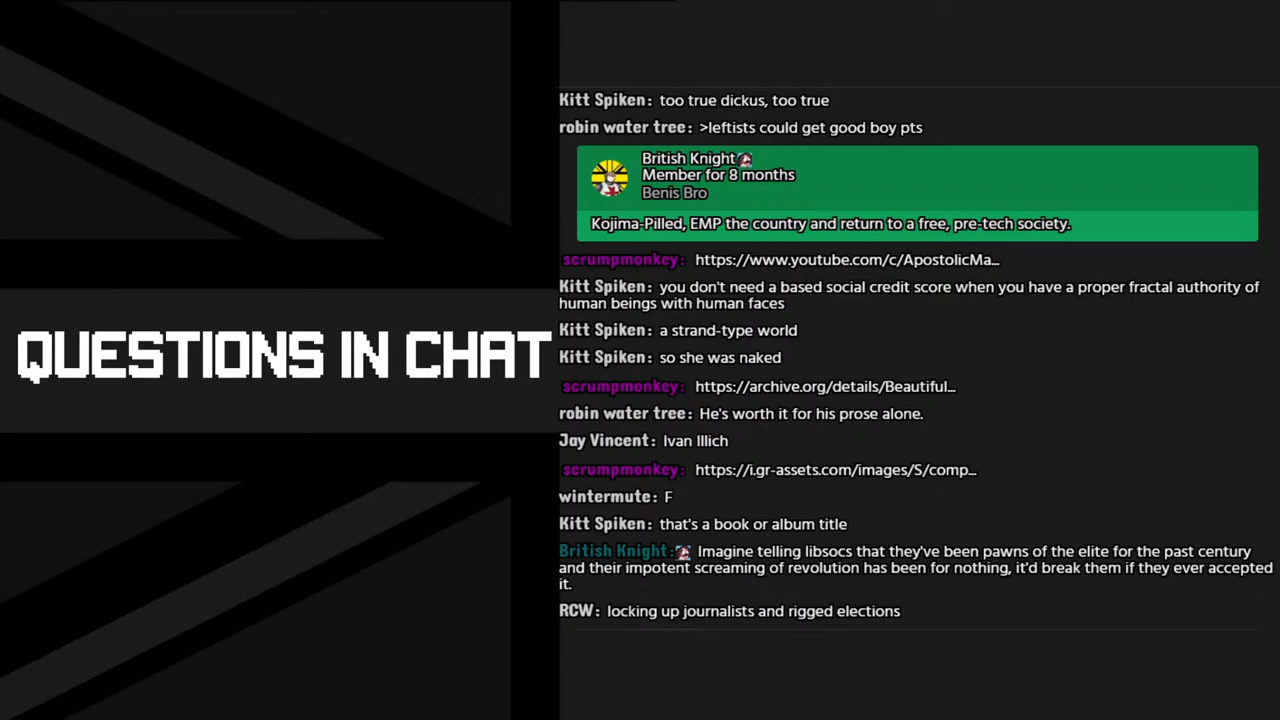 QUESTIONS IN CHAT
Kitt Spiken: too true dickus, too true
robin water tree: >leftists could get good boy pts
British Knight
Member for 8 months
Benis Bro
Kojima-Pilled, EMP the country and return to a free, pre-tech society.
scrumpmonkey: https://www.youtube.com/c/ApostolicMa...
Kitt Spiken: you don't need a based social credit score when you have a proper fractal authority of
human beings with human faces
Kitt Spiken: a strand-type world
Kitt Spiken: so she was naked
scrumpmonkey: https://archive.org/details/Beautiful...
robin water tree: He's worth it for his prose alone.
Jay Vincent: Ivan Illich
scrumpmonkey: https://i.gr-assets.com/images/S/comp...
wintermute: F
Kitt Spiken: that's a book or album title
British Knight: Imagine telling libsocs that they've been pawns of the elite for the past century
and their impotent screaming of revolution has been for nothing, it'd break them if they ever accepted
it.
RCW: locking up journalists and rigged elections